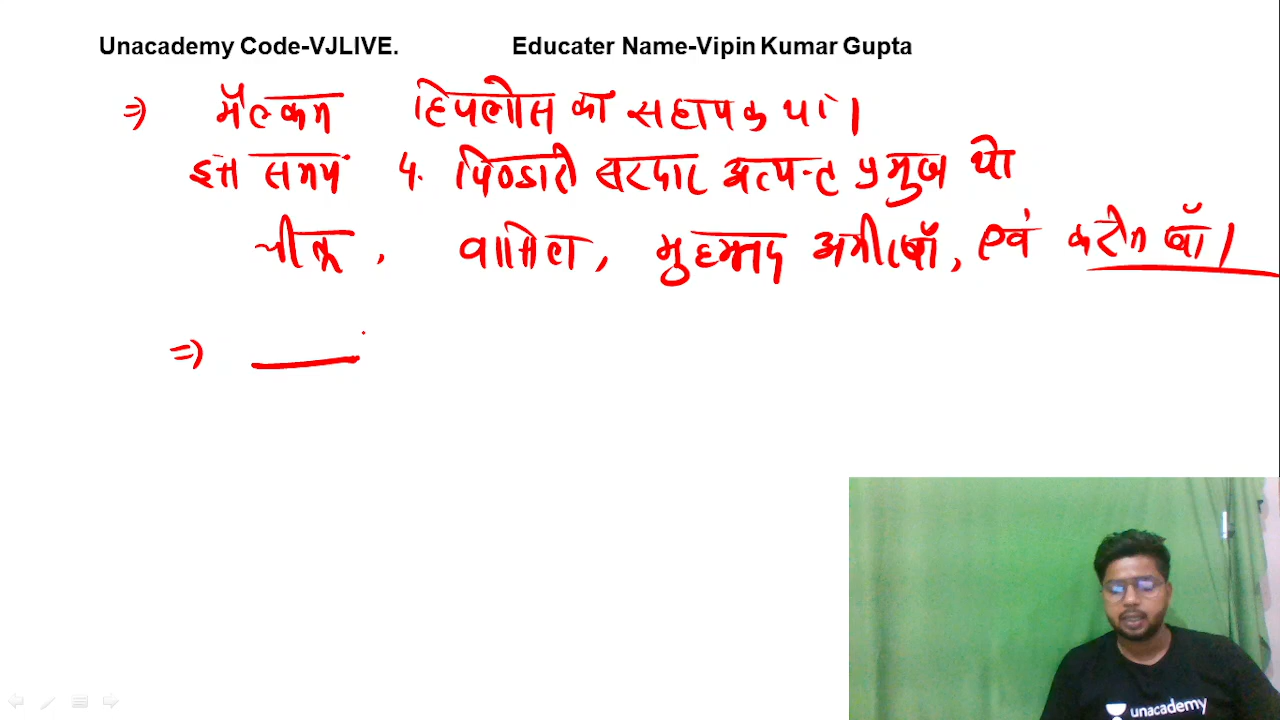 Unacademy Code-VJLIVE. Educater Name-Vipin Kumar Gupta
=> मैल्कम हिसलोस का सहायक था।
इस समय 4. पिण्डारी सरदार अत्यन्त प्रमुख थे
चीतू, वासिल, मुहम्मद अमीर खाँ, एवं करीम खाँ।
=>
unacademy